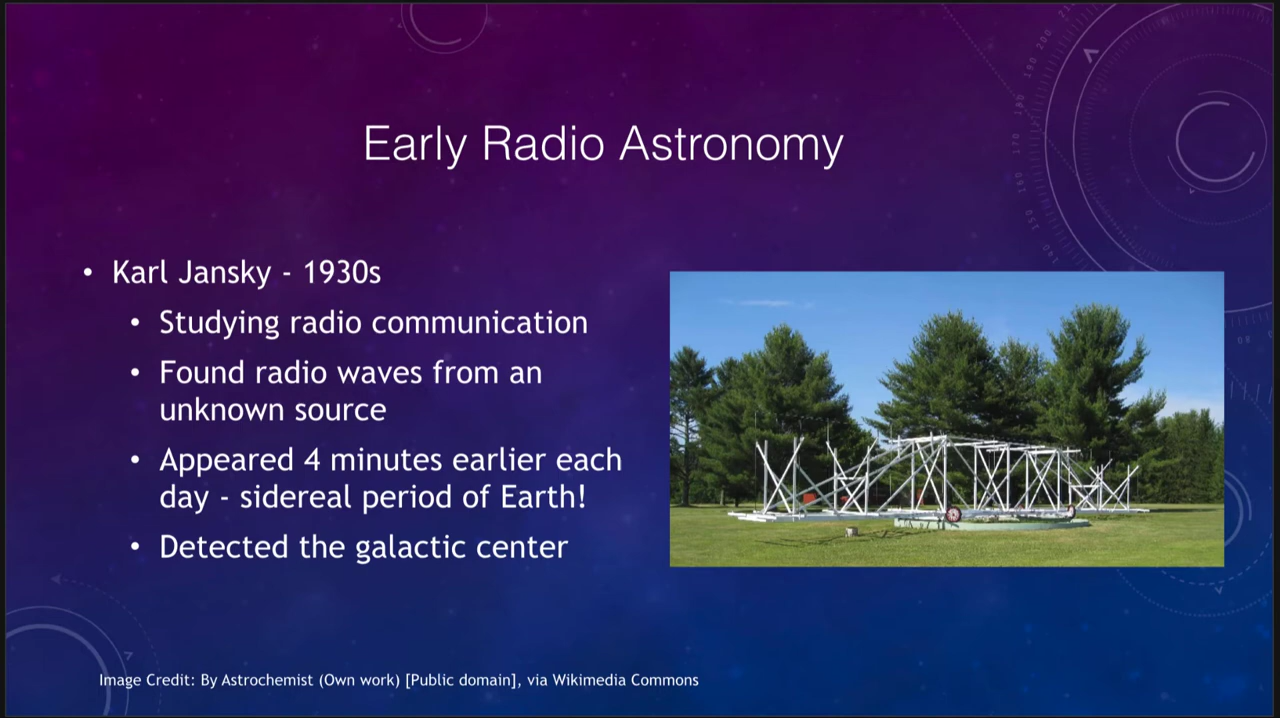 Early Radio Astronomy
• Karl Jansky - 1930s
• Studying radio communication
• Found radio waves from an
unknown source
• Appeared 4 minutes earlier each
day - sidereal period of Earth!
• Detected the galactic center
Image Credit: By Astrochemist (Own work) [Public domain], via Wikimedia Commons